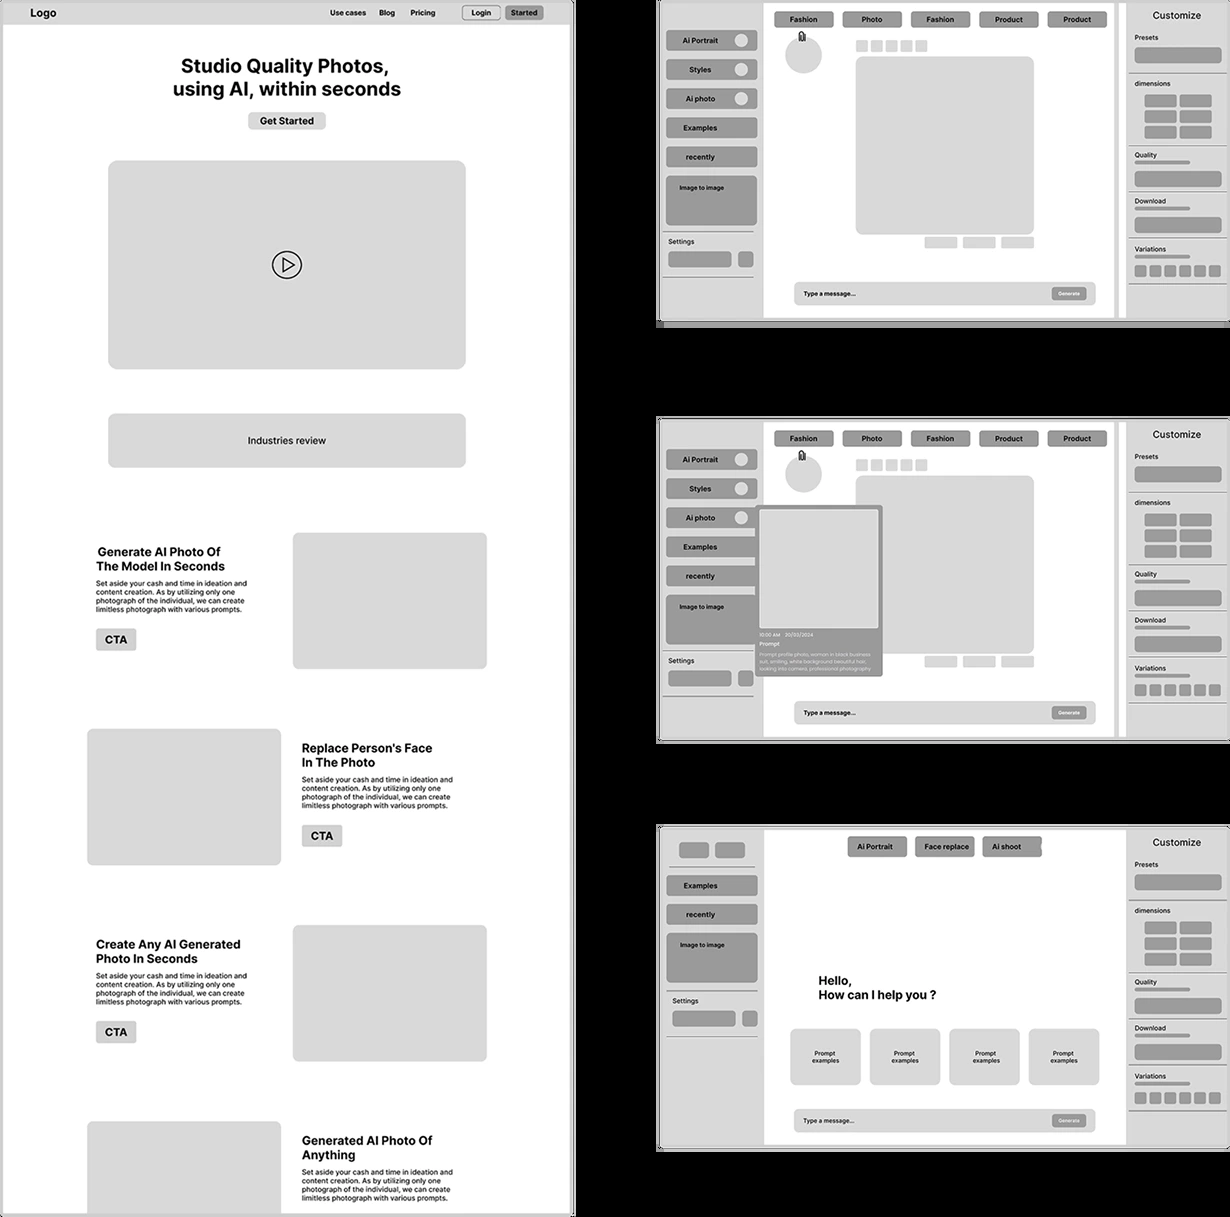 Logo
Use cases
Blog
Pricing
Login
Started
Studio Quality Photos,
using AI, within seconds
Get Started
Industries review
Generate AI Photo Of
The Model In Seconds
Set aside your cash and time in ideation and
content creation. As by utilizing only one
photograph of the individual, we can create
limitless photograph with various prompts.
CTA
Replace Person's Face
In The Photo
Set aside your cash and time in ideation and
content creation. As by utilizing only one
photograph of the individual, we can create
limitless photograph with various prompts.
CTA
Create Any AI Generated
Photo In Seconds
Set aside your cash and time in ideation and
content creation. As by utilizing only one
photograph of the individual, we can create
limitless photograph with various prompts.
CTA
Generated AI Photo Of
Anything
Set aside your cash and time in ideation and
content creation. As by utilizing only one
photograph of the individual, we can create
limitless photograph with various prompts.
Ai Portrait
Styles
Ai photo
Examples
recently
Image to image
Settings
Fashion
Photo
Fashion
Product
Product
Type a message...
Generate
Customize
Presets
dimensions
Quality
Download
Variations
Ai Portrait
Styles
Ai photo
Examples
recently
Image to image
Settings
Fashion
Photo
Fashion
Product
Product
10:00 AM 30/03/2024
Prompt
Prompt profile photo, woman in black business
suit, smiling, white background beautiful hair,
looking into camera, professional photography
Type a message...
Generate
Customize
Presets
dimensions
Quality
Download
Variations
Examples
recently
Image to image
Settings
Ai Portrait
Face replace
Ai shoot
Hello,
How can I help you ?
Prompt
examples
Prompt
examples
Prompt
examples
Prompt
examples
Type a message...
Generate
Customize
Presets
dimensions
Quality
Download
Variations